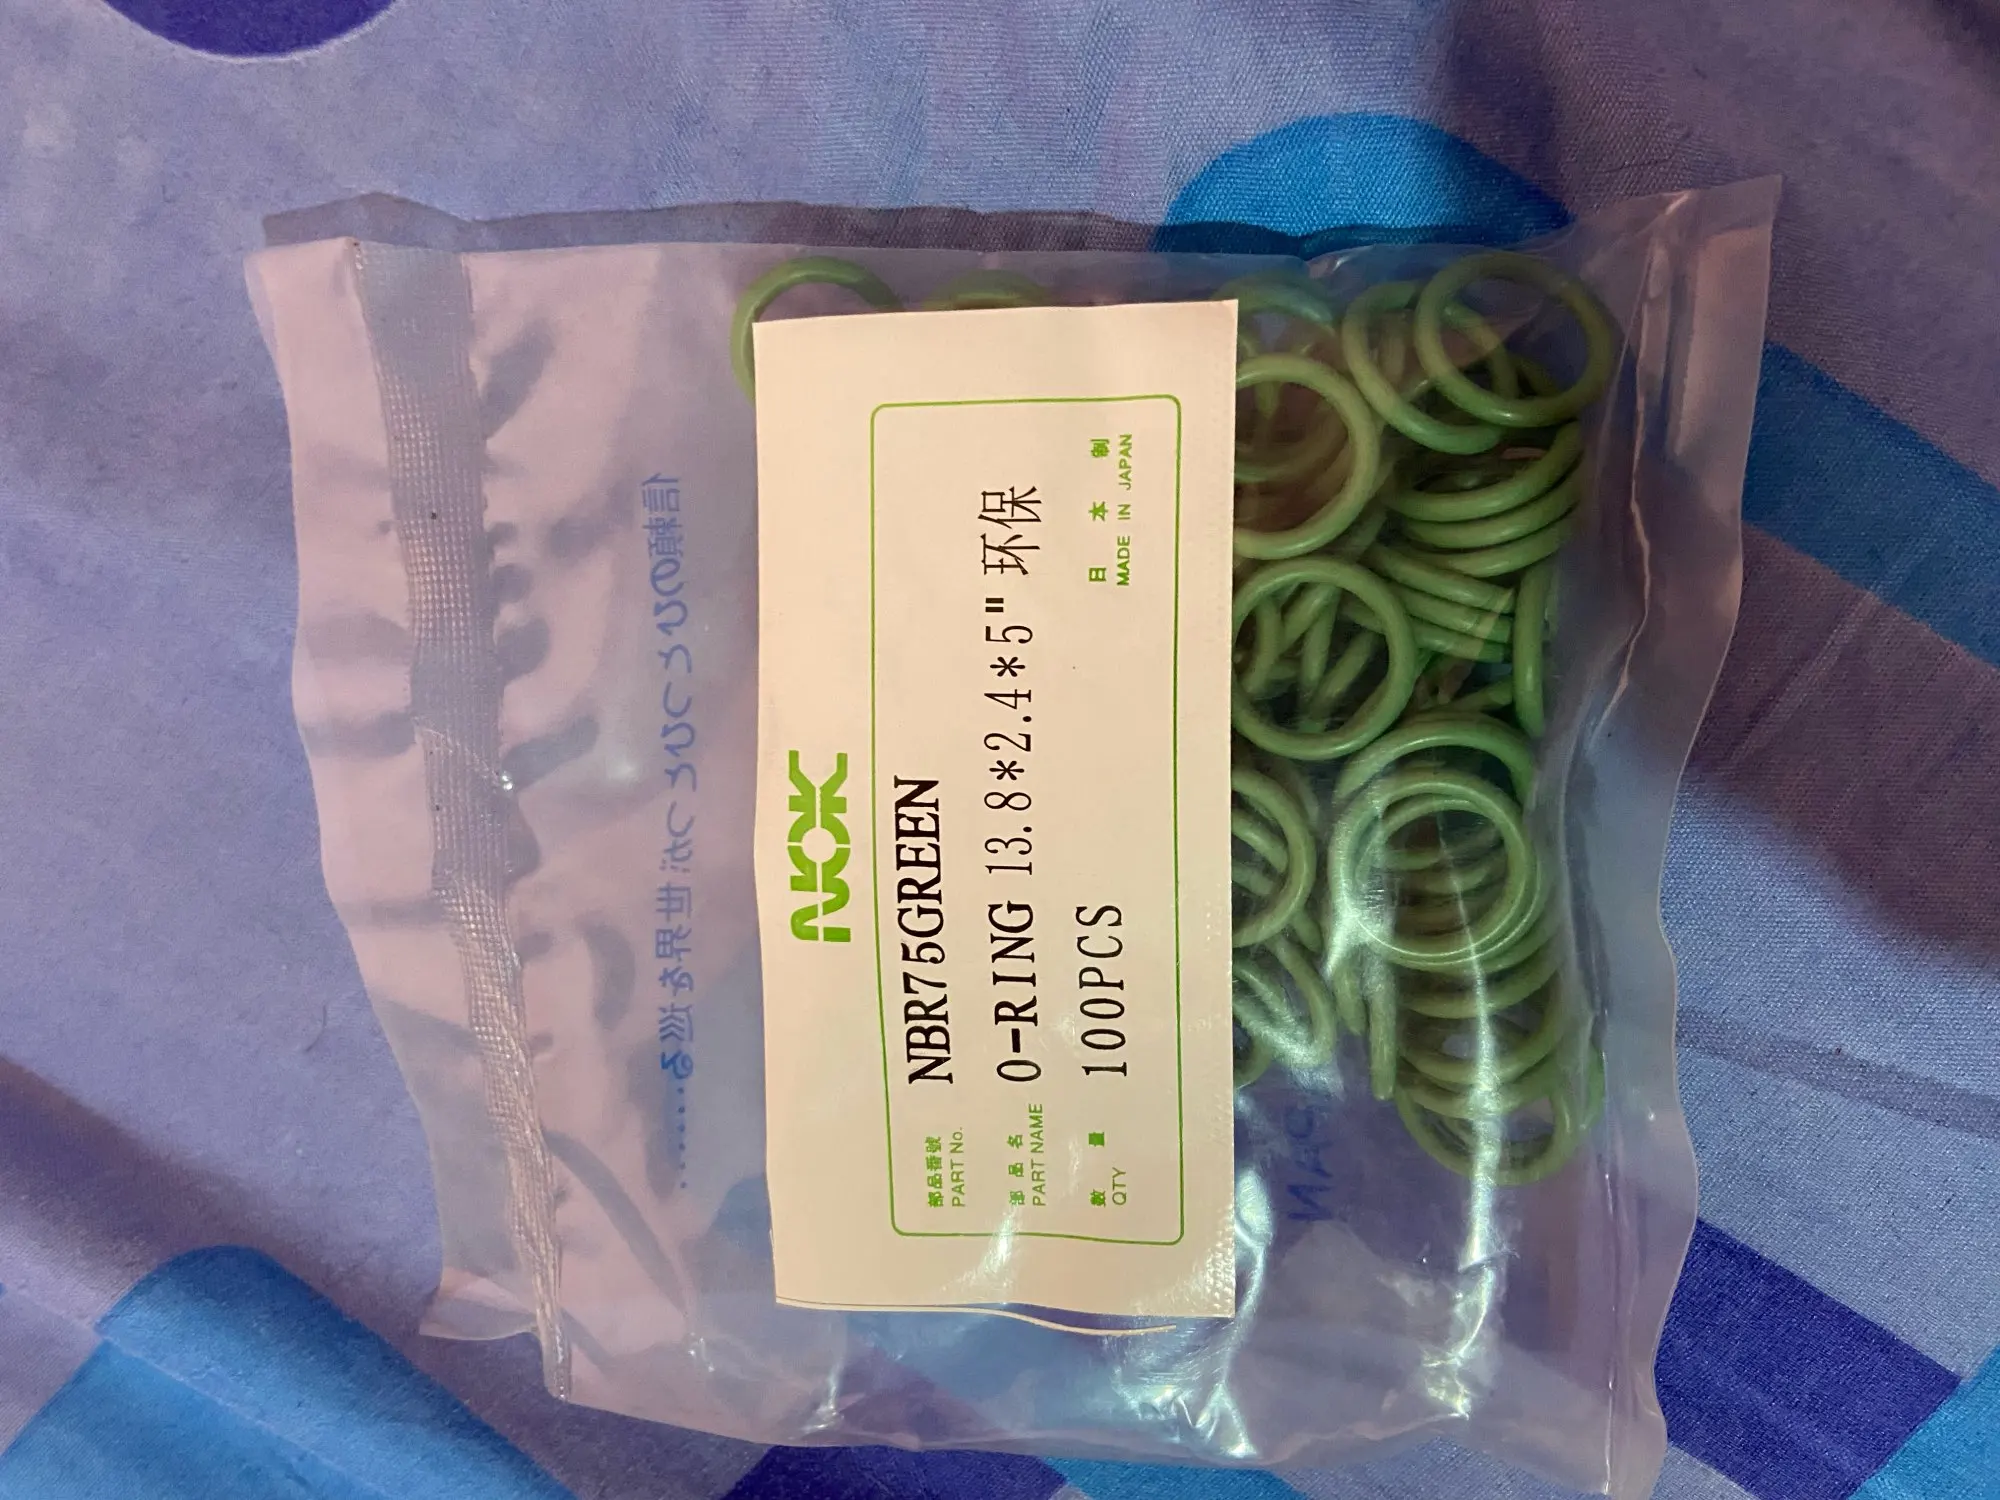 NOK
部品番號 NBR75GREEN
PART No.
部品名 O-RING 13.8*2.4**5"环保
PART NAME
數量 100PCS
QTY
日本制
MADE IN JAPAN